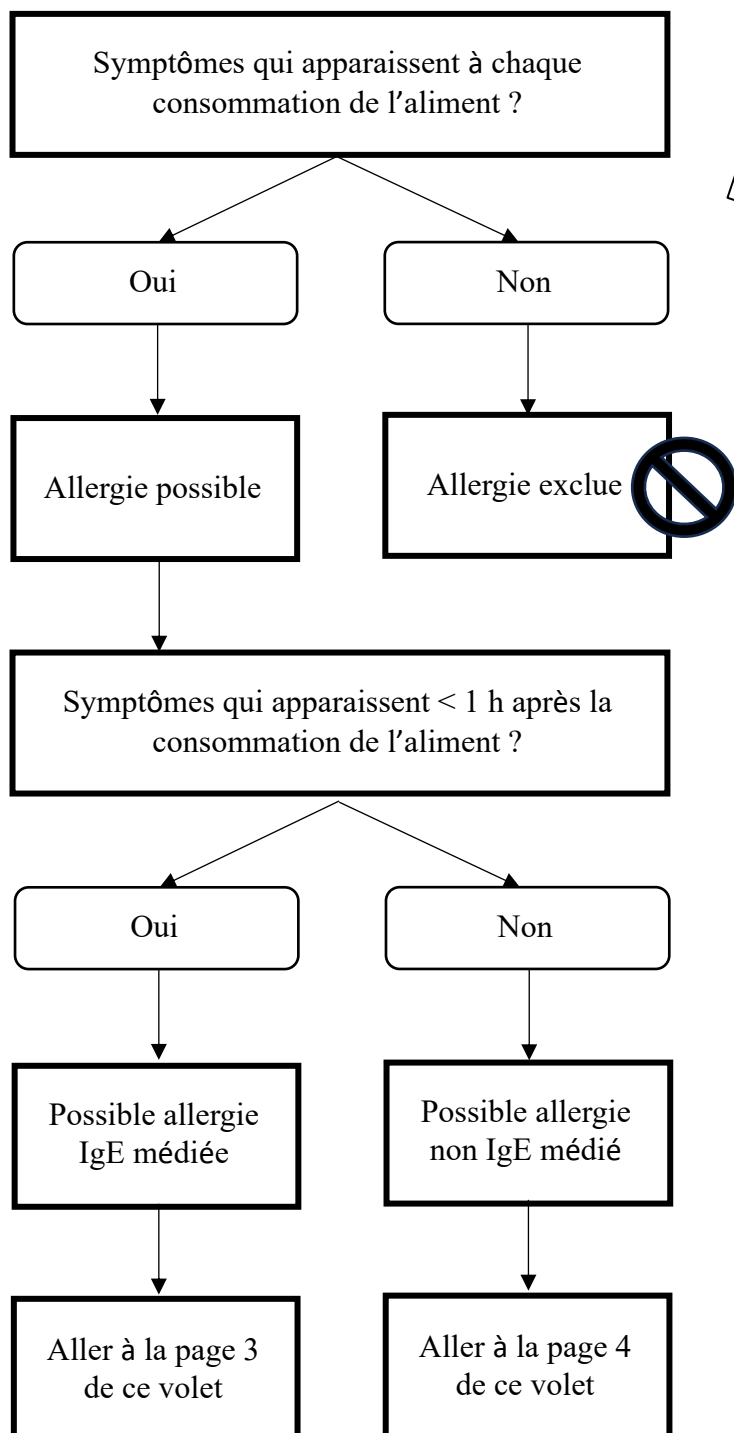 Symptômes qui apparaissent à chaque
consommation de l’aliment ?
Oui
Non
Allergie possible
Allergie exclue
Symptômes qui apparaissent < 1 h après la
consommation de l’aliment ?
Oui
Non
Possible allergie
IgE médiée
Possible allergie
non IgE médié
Aller à la page 3
de ce volet
Aller à la page 4
de ce volet